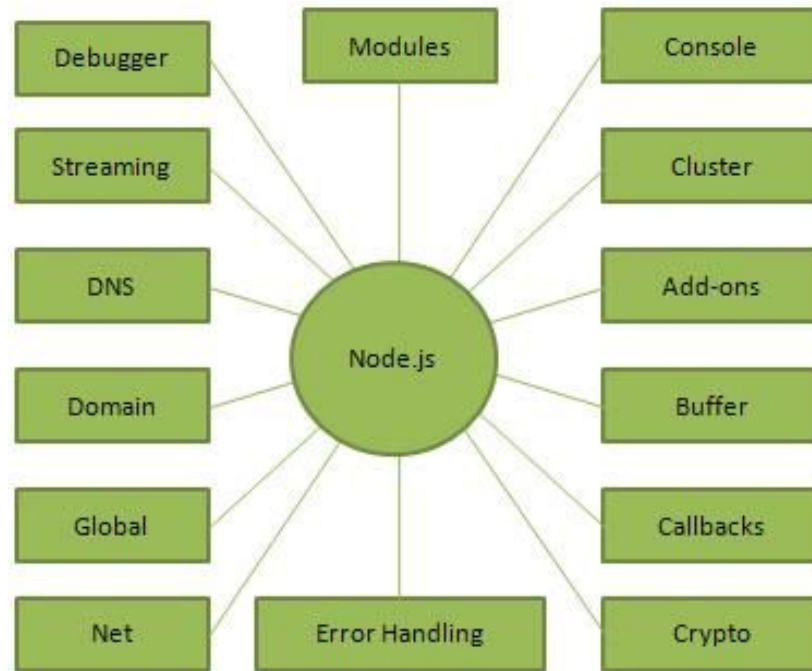 Debugger
Modules
Console
Streaming
Cluster
DNS
Add-ons
Node.js
Domain
Buffer
Global
Callbacks
Net
Error Handling
Crypto